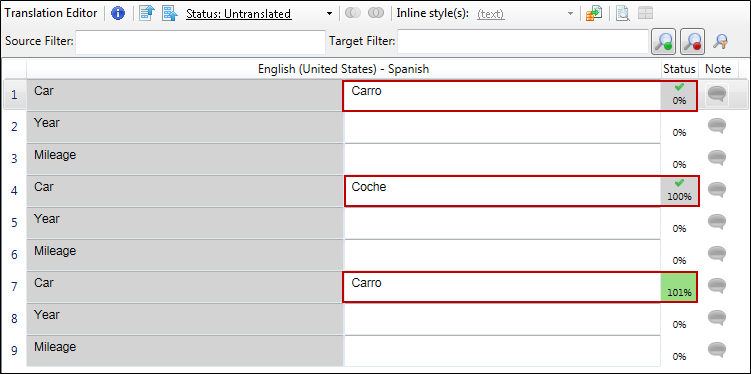 Translation Editor Status: Untranslated Inline style(s): (text)
Source Filter: Target Filter:
English (United States) - Spanish Status Note
1 Car Carro 0%
2 Year 0%
3 Mileage 0%
4 Car Coche 100%
5 Year 0%
6 Mileage 0%
7 Car Carro 101%
8 Year 0%
9 Mileage 0%